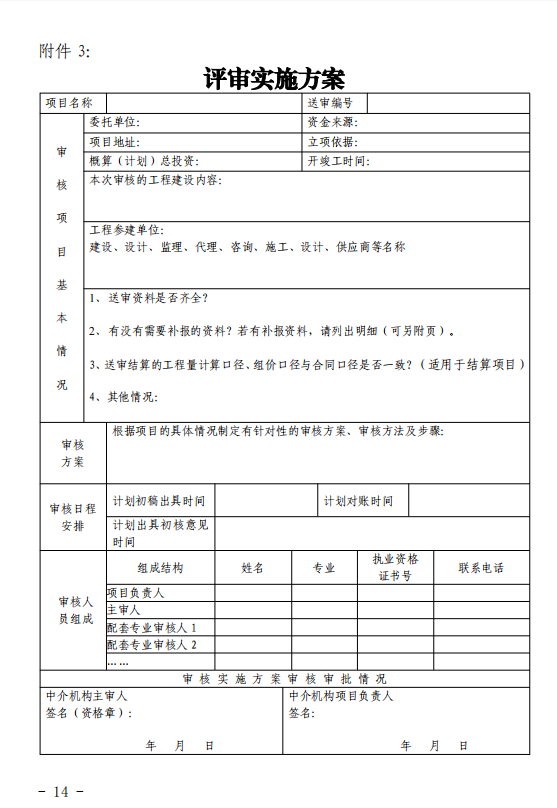 附件 3：
评审实施方案
项目名称 送审编号
审核项目基本情况
委托单位： 资金来源：
项目地址： 立项依据：
概算（计划）总投资： 开竣工时间：
本次审核的工程建设内容：
工程参建单位：
建设、设计、监理、代理、咨询、施工、设计、供应商等名称
1、送审资料是否齐全？
2、有没有需要补报的资料？若有补报资料，请列出明细（可另附页）。
3、送审结算的工程量计算口径、组价口径与合同口径是否一致？（适用于结算项目）
4、其他情况：
审核
方案
根据项目的具体情况制定有针对性的审核方案、审核方法及步骤：
审核日程
安排
计划初稿出具时间 计划对账时间
计划出具初核意见
时间
审核人
员组成
组成结构 姓名 专业 执业资格
证书号 联系电话
项目负责人
主审人
配套专业审核人 1
配套专业审核人 2
……
审核实施方案审核审批情况
中介机构主审人 中介机构项目负责人
签名（资格章）： 签名：
年 月 日 年 月 日
- 14 -